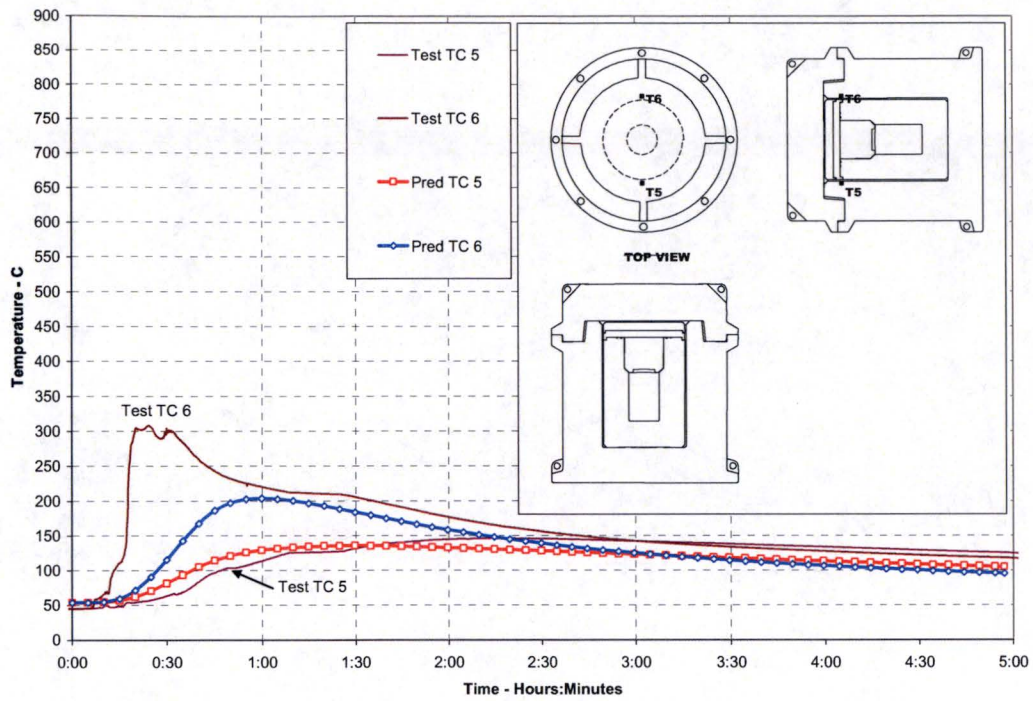 900
850
800
750
700
650
600
550
500
450
400
350
300
250
200
150
100
50
0
Temperature - C
Test TC 5
Test TC 6
Pred TC 5
Pred TC 6
T6
T5
TOP VIEW
T6
T5
Test TC 6
Test TC 5
0:00 0:30 1:00 1:30 2:00 2:30 3:00 3:30 4:00 4:30 5:00
Time - Hours:Minutes